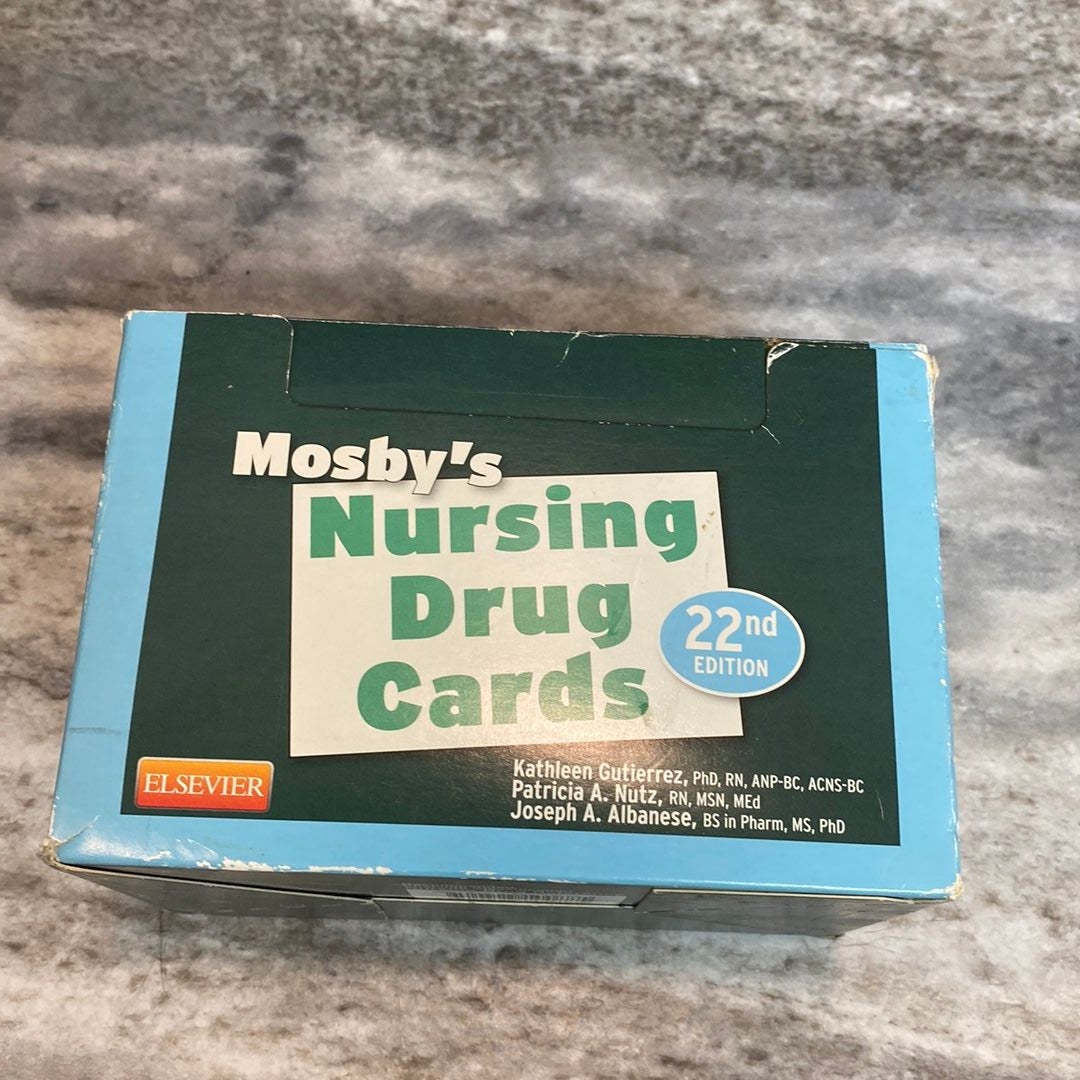 Mosby's
Nursing
Drug
Cards
22nd
EDITION
ELSEVIER
Kathleen Gutierrez, PhD, RN, ANP-BC, ACNS-BC
Patricia A. Nutz, RN, MSN, MEd
Joseph A. Albanese, BS in Pharm, MS, PhD